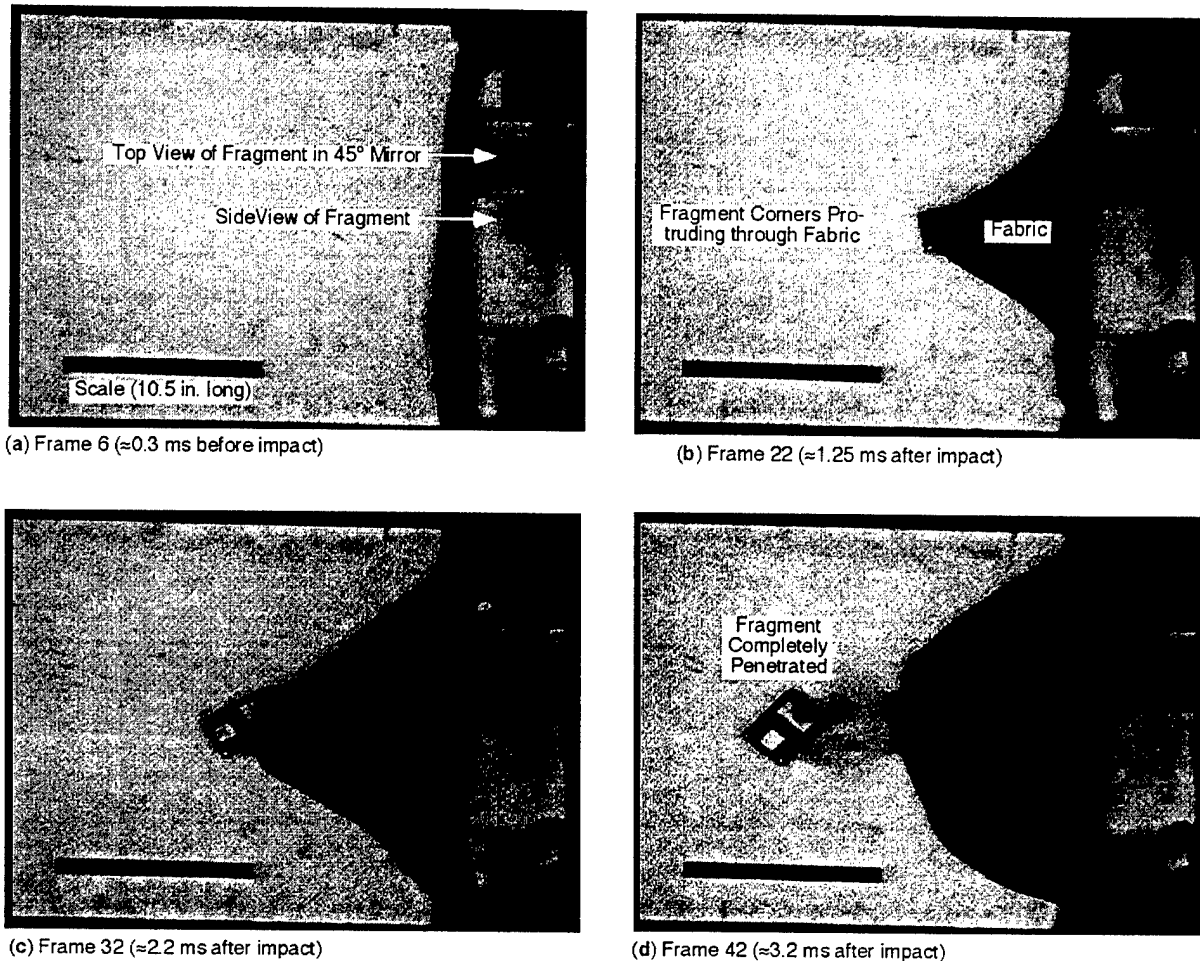 Top View of Fragment in 45° Mirror
SideView of Fragment
Scale (10.5 in. long)
(a) Frame 6 (≈0.3 ms before impact)
Fragment Corners Pro-
truding through Fabric
Fabric
(b) Frame 22 (≈1.25 ms after impact)
(c) Frame 32 (≈2.2 ms after impact)
Fragment
Completely
Penetrated
(d) Frame 42 (≈3.2 ms after impact)